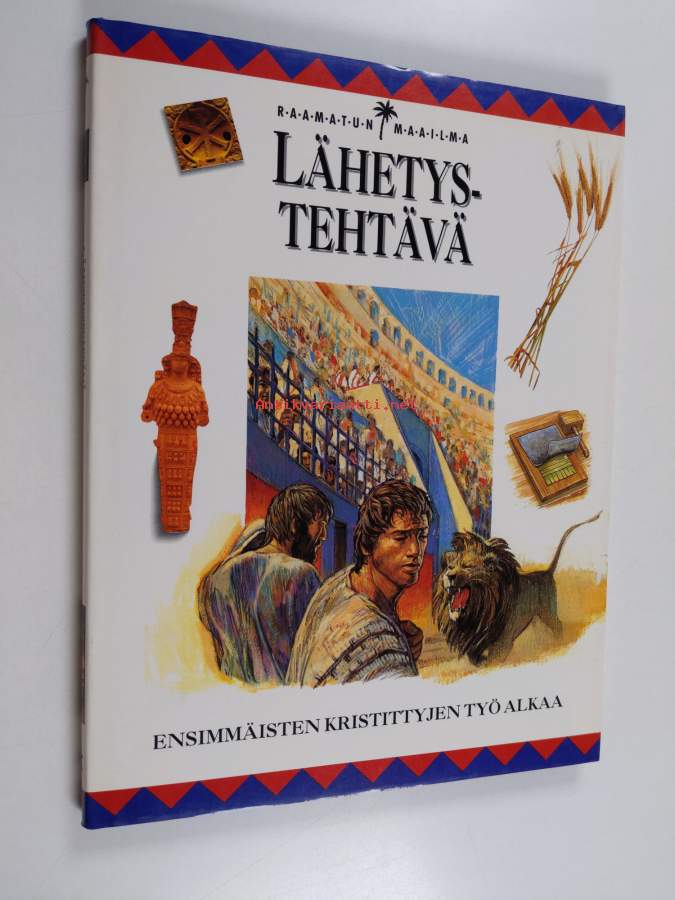 R·A·A·M·A·T·U·N M·A·A·I·L·M·A
LÄHETYS-
TEHTÄVÄ
Antikvariaatti.net
ENSIMMÄISTEN KRISTITTYJEN TYÖ ALKAA